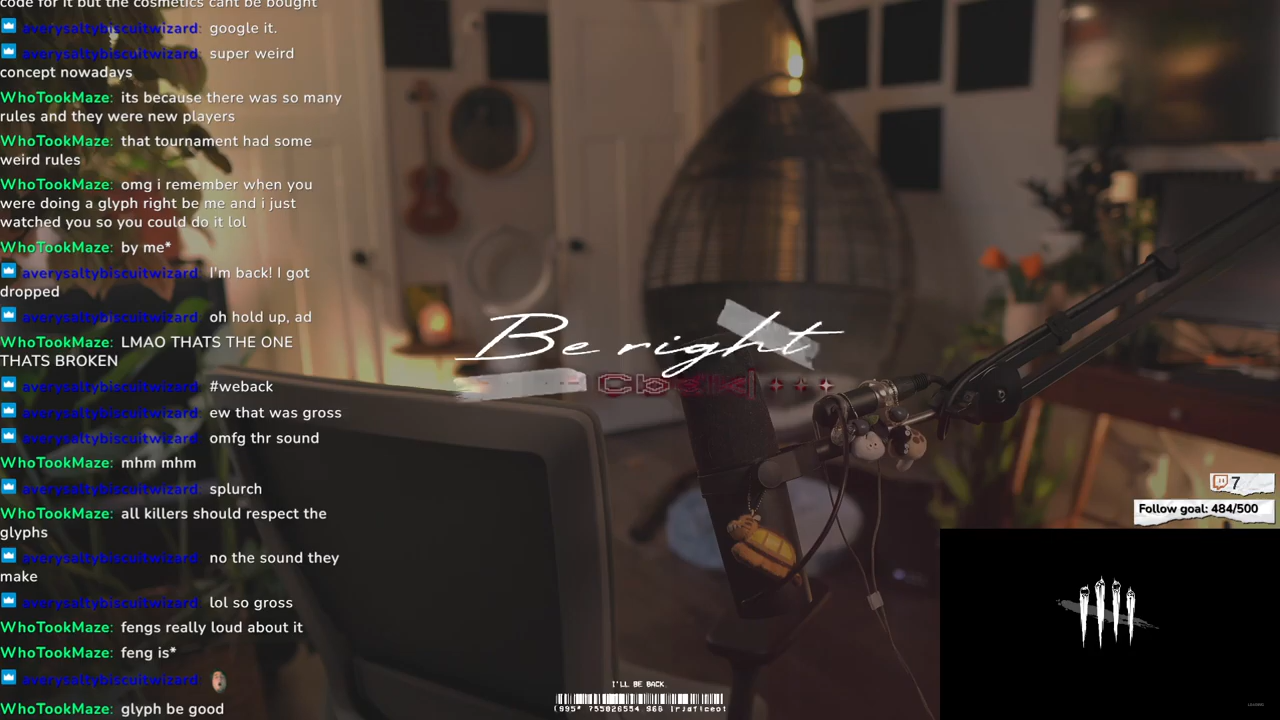 code for it but the cosmetics cant be bought
averysaltybiscuitwizard: google it.
averysaltybiscuitwizard: super weird
concept nowadays
WhoTookMaze: its because there was so many
rules and they were new players
WhoTookMaze: that tournament had some
weird rules
WhoTookMaze: omg i remember when you
were doing a glyph right be me and i just
watched you so you could do it lol
WhoTookMaze: by me*
averysaltybiscuitwizard: I'm back! I got
dropped
averysaltybiscuitwizard: oh hold up, ad
WhoTookMaze: LMAO THATS THE ONE
THATS BROKEN
averysaltybiscuitwizard: #weback
averysaltybiscuitwizard: ew that was gross
averysaltybiscuitwizard: omfg thr sound
WhoTookMaze: mhm mhm
averysaltybiscuitwizard: splurch
WhoTookMaze: all killers should respect the
glyphs
averysaltybiscuitwizard: no the sound they
make
averysaltybiscuitwizard: lol so gross
WhoTookMaze: fengs really loud about it
WhoTookMaze: feng is*
averysaltybiscuitwizard:
WhoTookMaze: glyph be good
Be right
7
Follow goal: 484/500
I'LL BE BACK